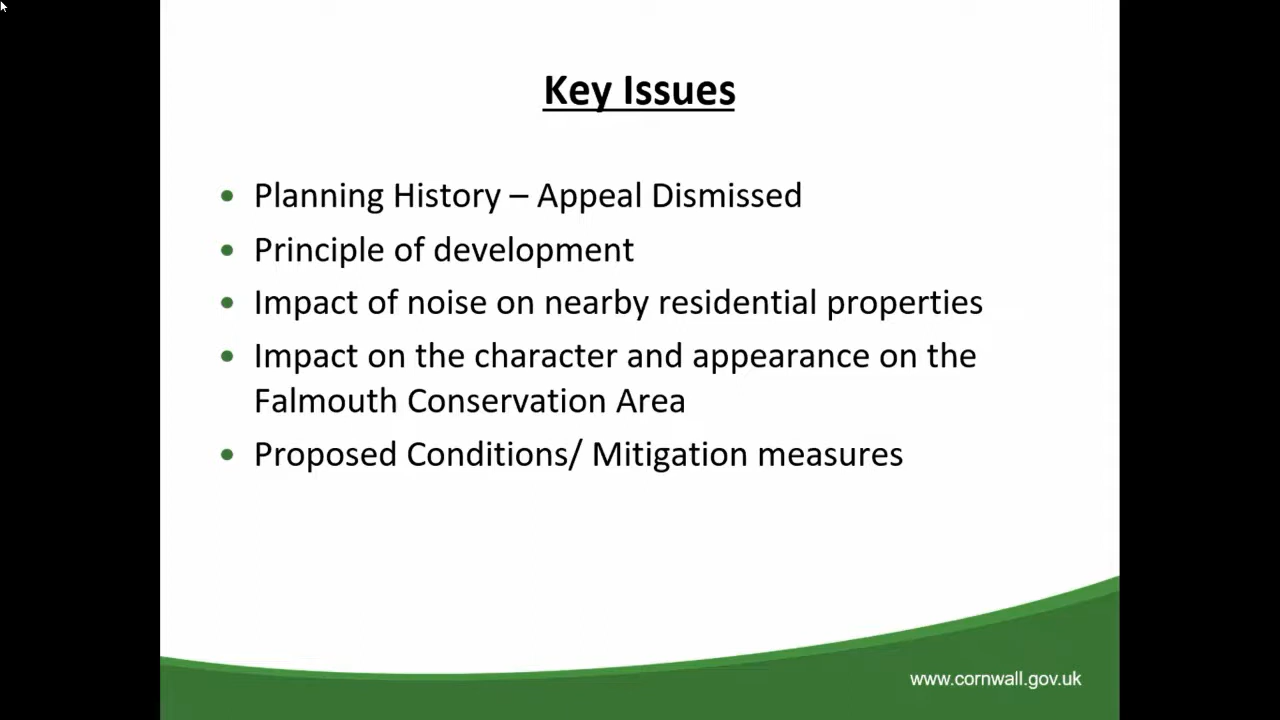 Key Issues
• Planning History – Appeal Dismissed
• Principle of development
• Impact of noise on nearby residential properties
• Impact on the character and appearance on the
Falmouth Conservation Area
• Proposed Conditions/ Mitigation measures
www.cornwall.gov.uk